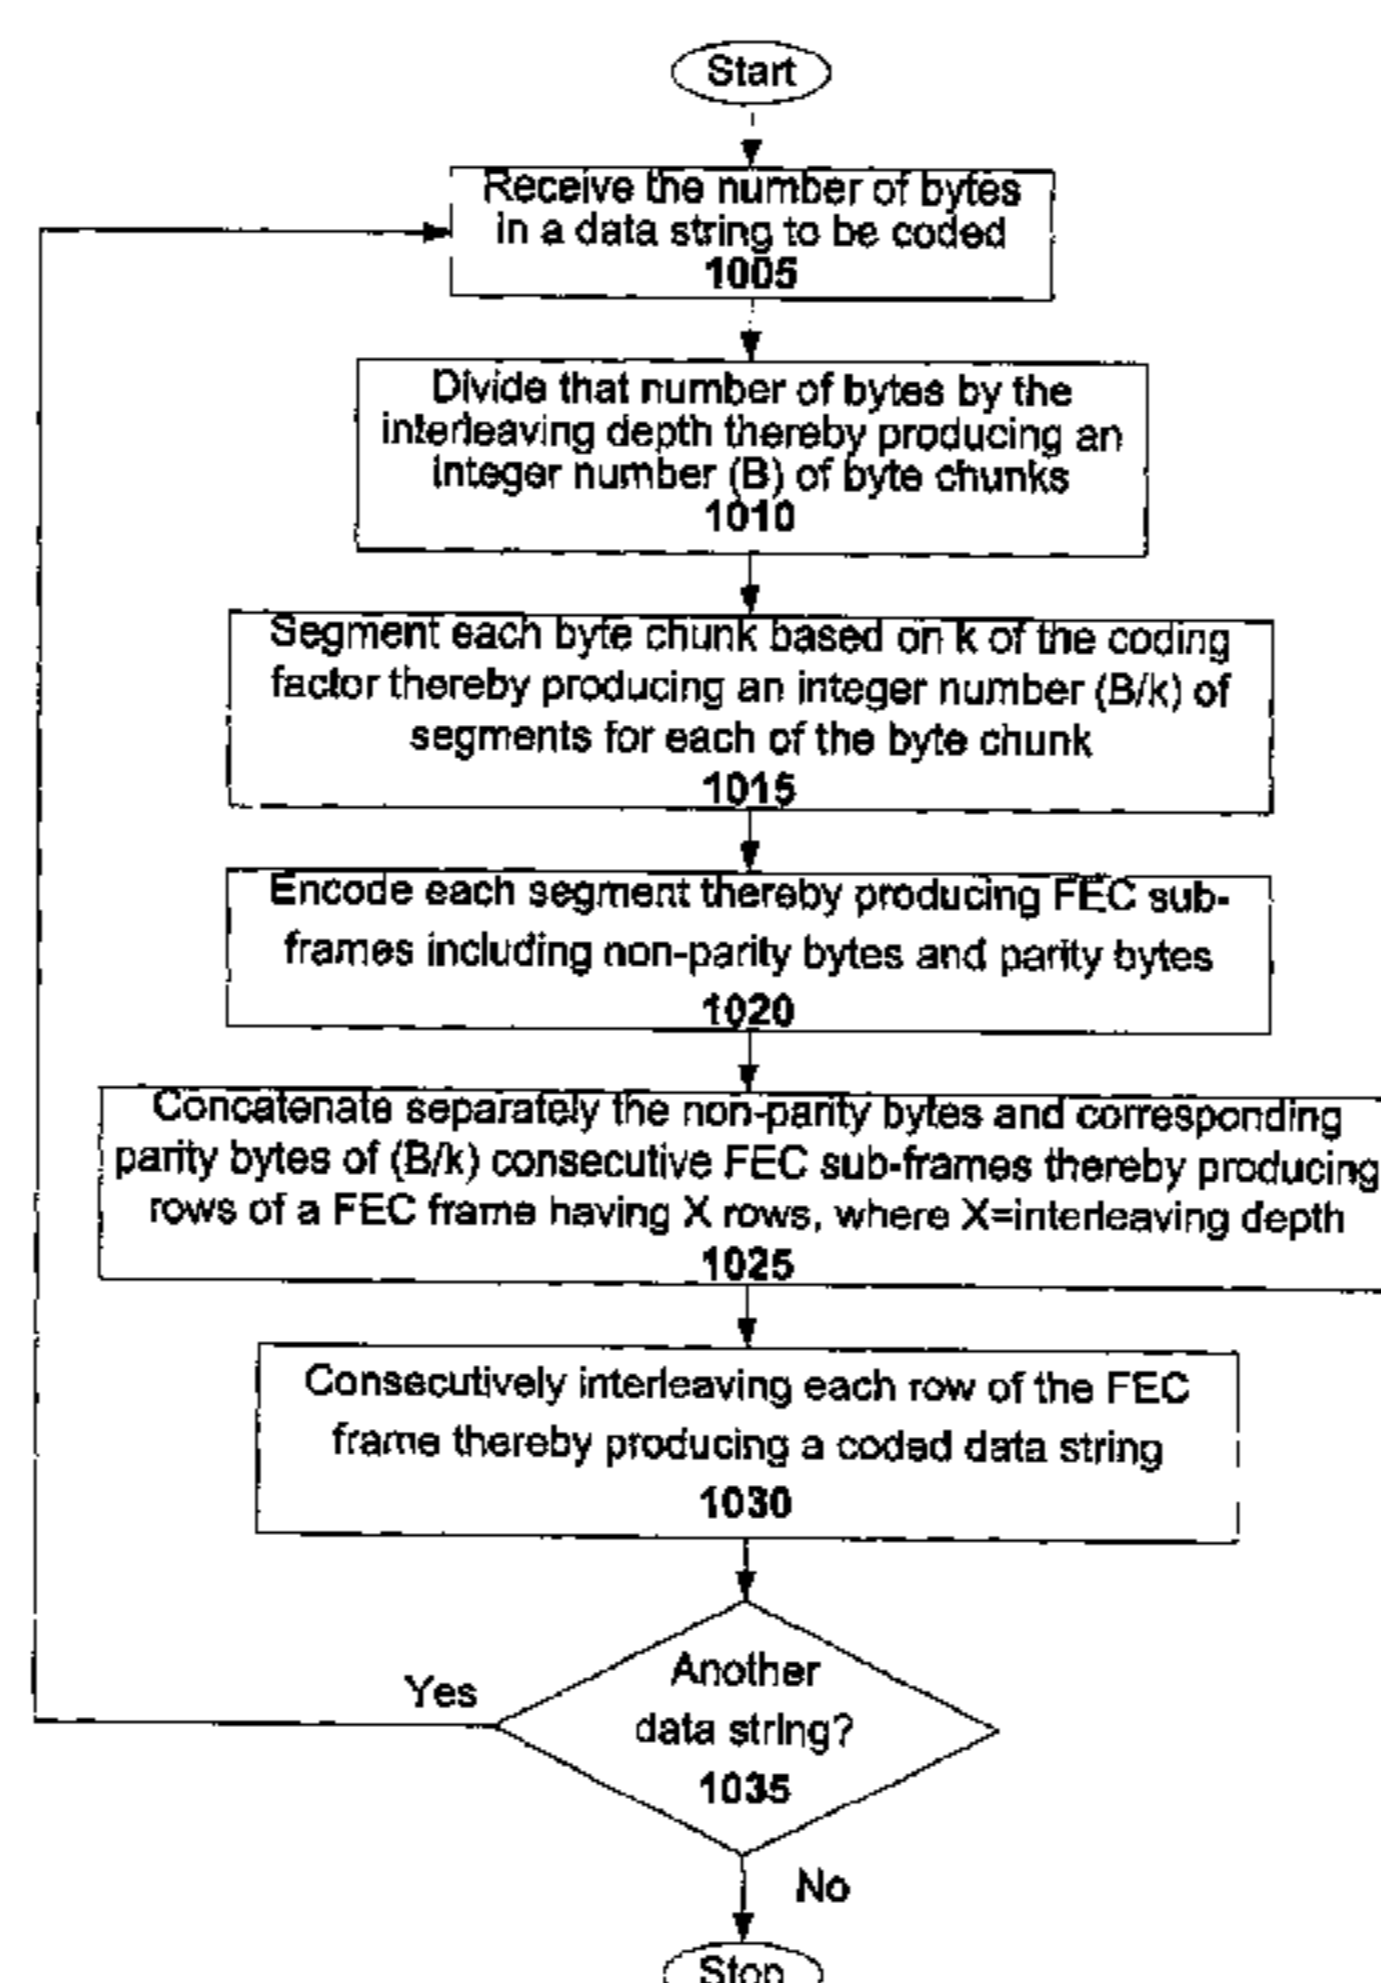 Start
Receive the number of bytes
in a data string to be coded
1005
Divide that number of bytes by the
interleaving depth thereby producing an
integer number (B) of byte chunks
1010
Segment each byte chunk based on k of the coding
factor thereby producing an integer number (B/k) of
segments for each of the byte chunk
1015
Encode each segment thereby producing FEC sub-
frames including non-parity bytes and parity bytes
1020
Concatenate separately the non-parity bytes and corresponding
parity bytes of (B/k) consecutive FEC sub-frames thereby producing
rows of a FEC frame having X rows, where X=interleaving depth
1025
Consecutively interleaving each row of the FEC
frame thereby producing a coded data string
1030
Another
data string?
1035
Yes
No
Stop